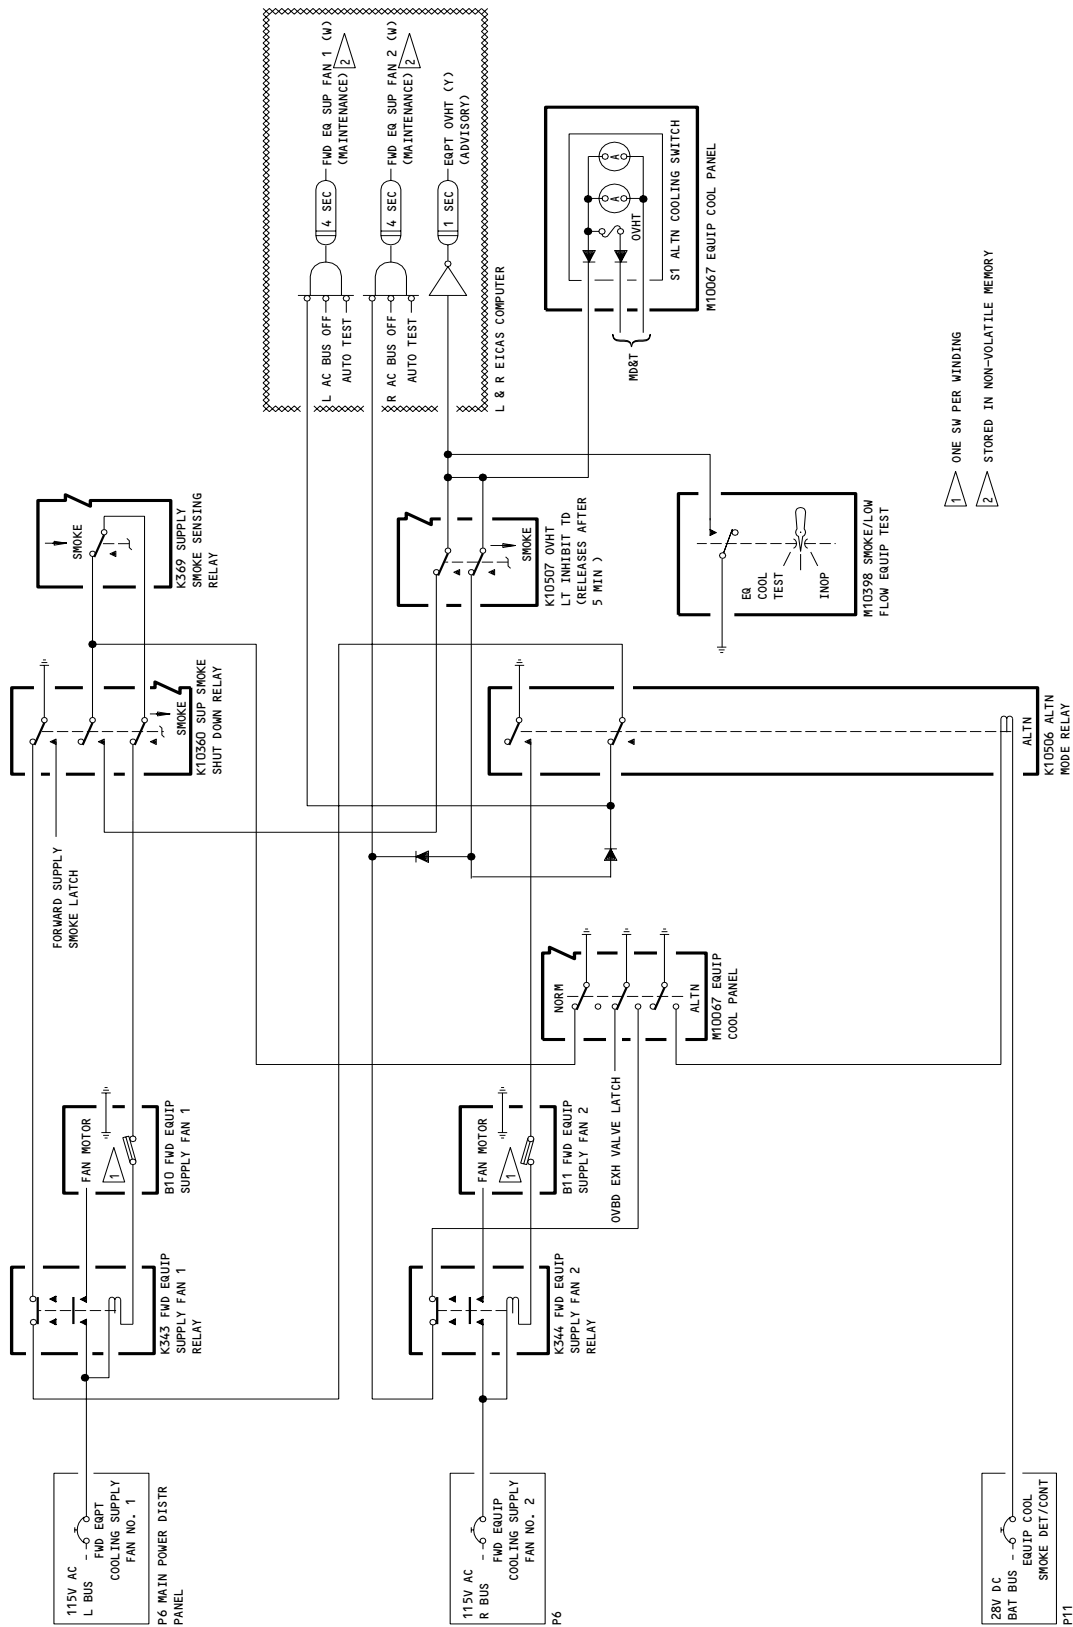 115V AC
L BUS
FWD EQPT
COOLING SUPPLY
FAN NO. 1
P6 MAIN POWER DISTR
PANEL
K343 FWD EQUIP
SUPPLY FAN 1
RELAY
FAN MOTOR
1
B10 FWD EQUIP
SUPPLY FAN 1
FORWARD SUPPLY
SMOKE LATCH
SMOKE
K10360 SUP SMOKE
SHUT DOWN RELAY
SMOKE
K369 SUPPLY
SMOKE SENSING
RELAY
L AC BUS OFF
AUTO TEST
4 SEC
FWD EQ SUP FAN 1 (W)
(MAINTENANCE)
2
R AC BUS OFF
AUTO TEST
4 SEC
FWD EQ SUP FAN 2 (W)
(MAINTENANCE)
2
1 SEC
EQPT OVHT (Y)
(ADVISORY)
L & R EICAS COMPUTER
115V AC
R BUS
FWD EQUIP
COOLING SUPPLY
FAN NO. 2
P6
K344 FWD EQUIP
SUPPLY FAN 2
RELAY
FAN MOTOR
1
B11 FWD EQUIP
SUPPLY FAN 2
OVBD EXH VALVE LATCH
NORM
ALTN
M10067 EQUIP
COOL PANEL
SMOKE
K10507 OVHT
LT INHIBIT TD
(RELEASES AFTER
5 MIN )
MD&T
OVHT
A
A
S1 ALTN COOLING SWITCH
M10067 EQUIP COOL PANEL
EQ
COOL
TEST
INOP
M10398 SMOKE/LOW
FLOW EQUIP TEST
28V DC
BAT BUS
EQUIP COOL
SMOKE DET/CONT
P11
ALTN
K10506 ALTN
MODE RELAY
1 ONE SW PER WINDING
2 STORED IN NON-VOLATILE MEMORY